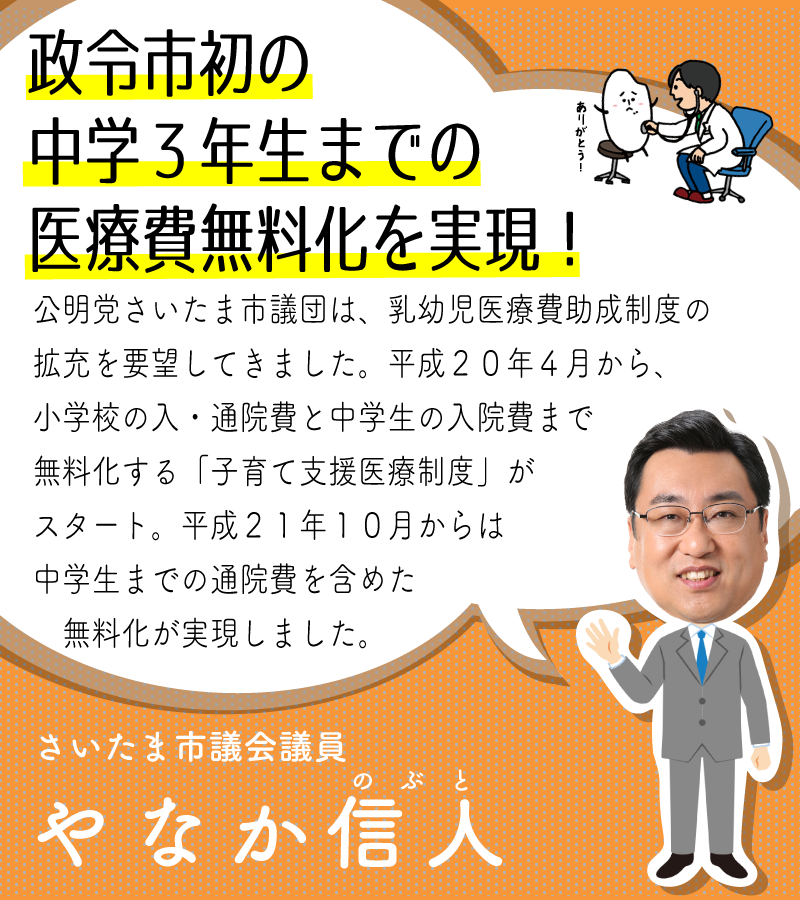 政令市初の
中学３年生までの
医療費無料化を実現！
ありがとう！
公明党さいたま市議団は、乳幼児医療費助成制度の
拡充を要望してきました。平成２０年４月から、
小学校の入・通院費と中学生の入院費まで
無料化する「子育て支援医療制度」が
スタート。平成２１年１０月からは
中学生までの通院費を含めた
無料化が実現しました。
さいたま市議会議員
のぶと
やなか信人